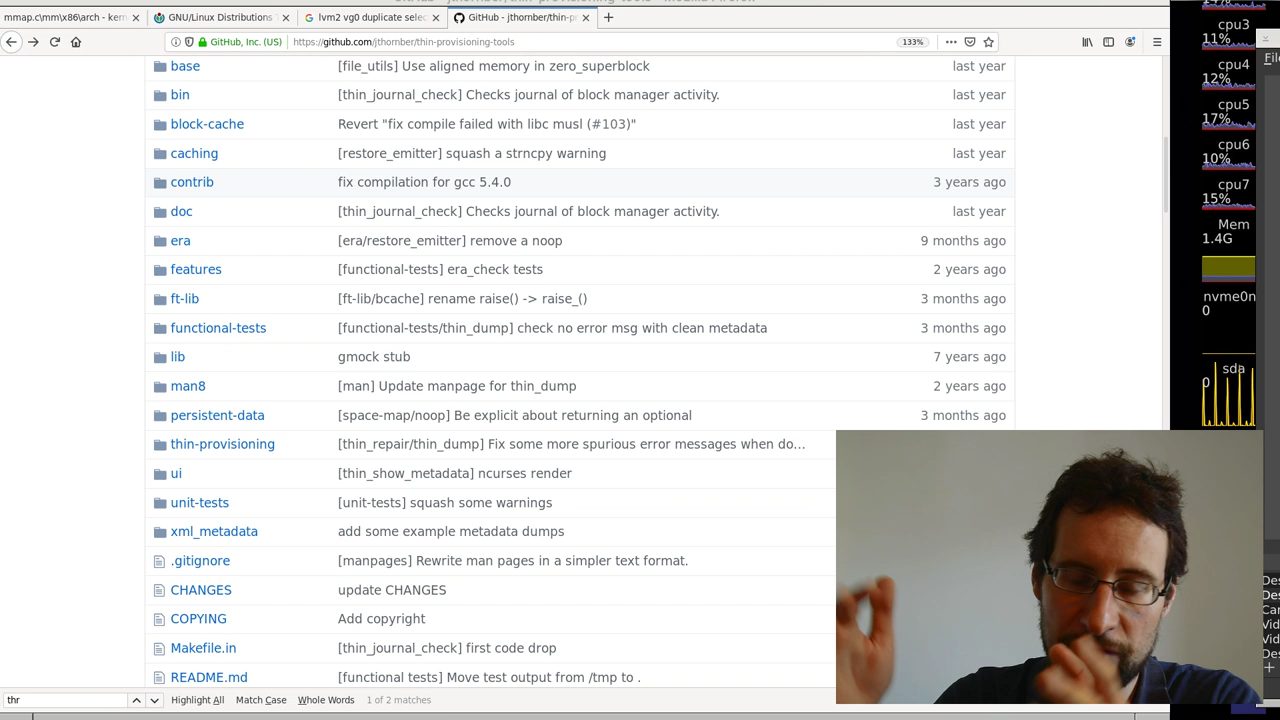 mmap.c\mm\x86\arch - ker
GNU/Linux Distributions
lvm2 vg0 duplicate selec
GitHub - jthornber/thin-pr
GitHub, Inc. (US)
https://github.com/jthornber/thin-provisioning-tools
133%
base [file_utils] Use aligned memory in zero_superblock last year
bin [thin_journal_check] Checks journal of block manager activity. last year
block-cache Revert "fix compile failed with libc musl (#103)" last year
caching [restore_emitter] squash a strncpy warning last year
contrib fix compilation for gcc 5.4.0 3 years ago
doc [thin_journal_check] Checks journal of block manager activity. last year
era [era/restore_emitter] remove a noop 9 months ago
features [functional-tests] era_check tests 2 years ago
ft-lib [ft-lib/bcache] rename raise() -> raise_() 3 months ago
functional-tests [functional-tests/thin_dump] check no error msg with clean metadata 3 months ago
lib gmock stub 7 years ago
man8 [man] Update manpage for thin_dump 2 years ago
persistent-data [space-map/noop] Be explicit about returning an optional 3 months ago
thin-provisioning [thin_repair/thin_dump] Fix some more spurious error messages when do...
ui [thin_show_metadata] ncurses render
unit-tests [unit-tests] squash some warnings
xml_metadata add some example metadata dumps
.gitignore [manpages] Rewrite man pages in a simpler text format.
CHANGES update CHANGES
COPYING Add copyright
Makefile.in [thin_journal_check] first code drop
README.md [functional tests] Move test output from /tmp to .
thr Highlight All Match Case Whole Words 1 of 2 matches
cpu3
11%
cpu4
12%
cpu5
17%
cpu6
10%
cpu7
15%
Mem
1.4G
nvme0n
0
sda
0
File
Des
Des
Car
Vid
Vid
Des